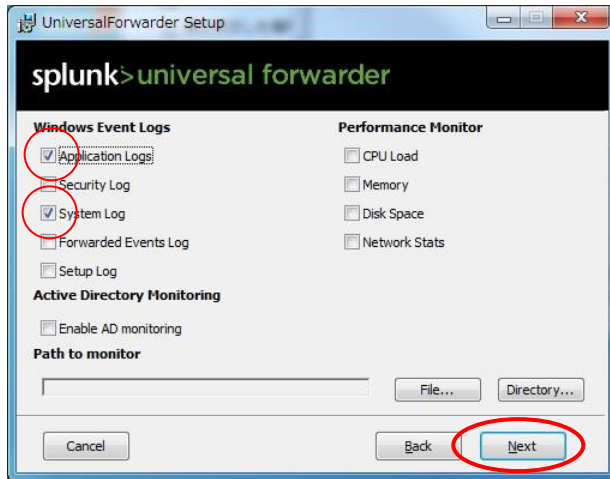 UniversalForwarder Setup
splunk>universal forwarder
Windows Event Logs
Application Logs
Security Log
System Log
Forwarded Events Log
Setup Log
Performance Monitor
CPU Load
Memory
Disk Space
Network Stats
Active Directory Monitoring
Enable AD monitoring
Path to monitor
File...
Directory...
Cancel
Back
Next